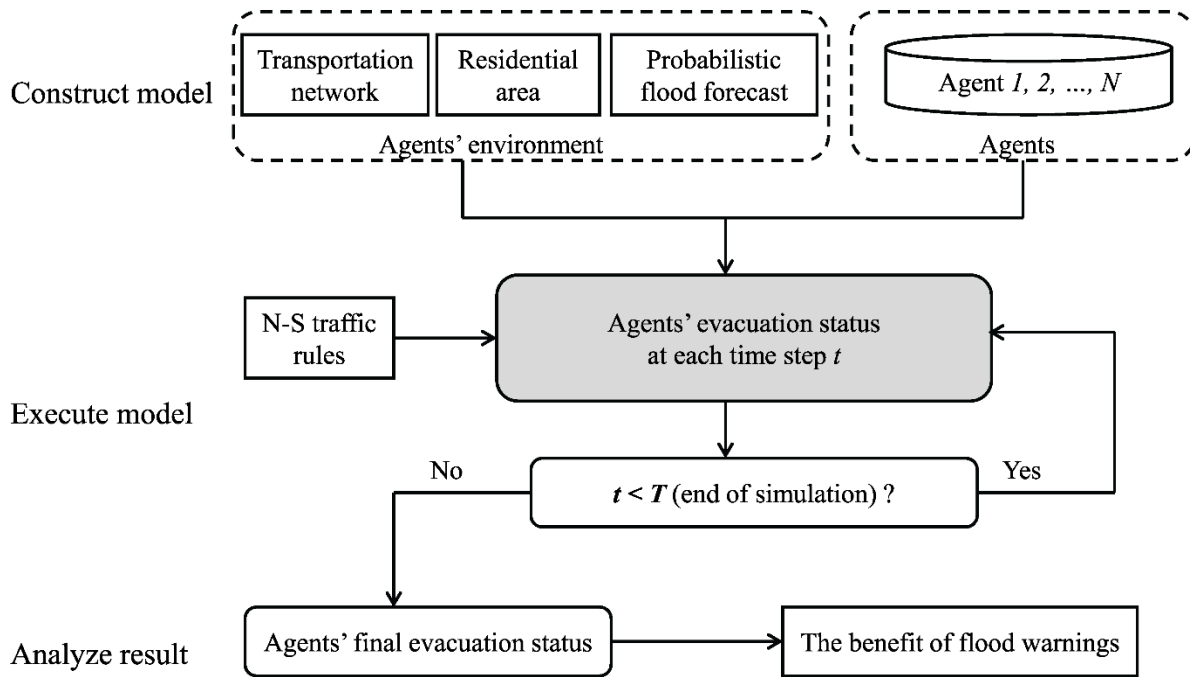 Construct model
Transportation
network
Residential
area
Probabilistic
flood forecast
Agents’ environment
Agent 1, 2, ..., N
Agents
Execute model
N-S traffic
rules
Agents’ evacuation status
at each time step t
No
t < T (end of simulation) ?
Yes
Analyze result
Agents’ final evacuation status
The benefit of flood warnings